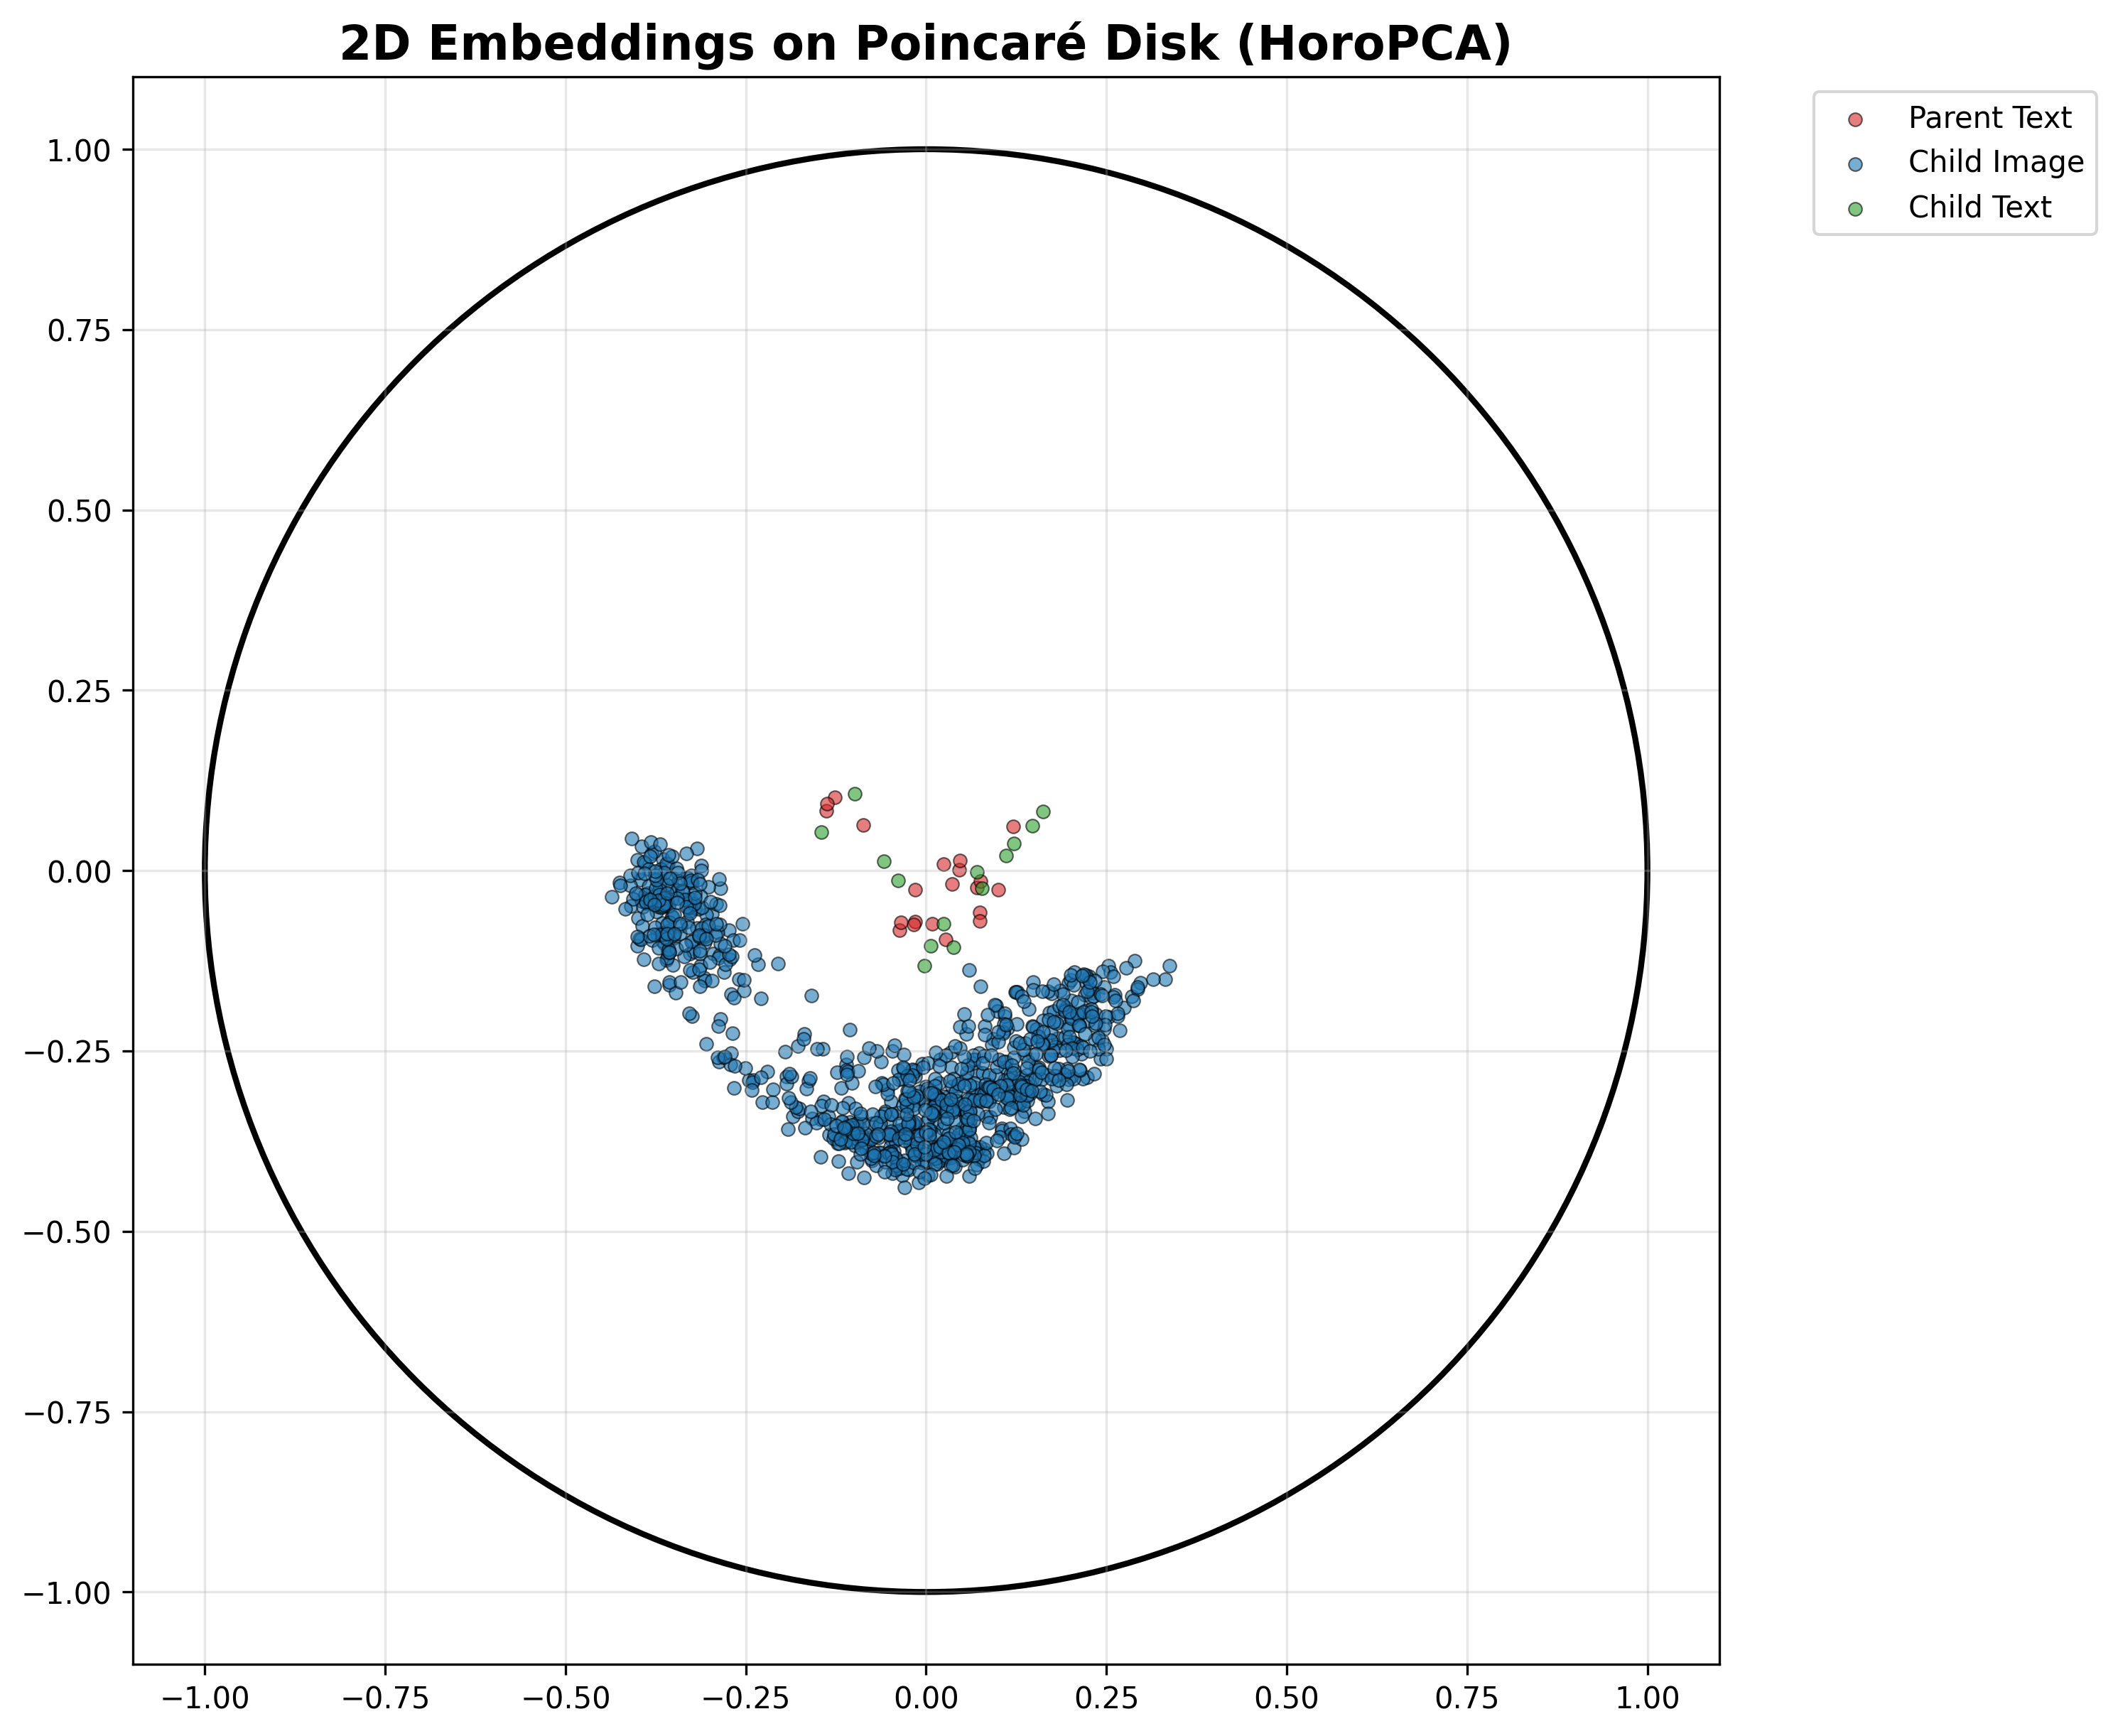 2D Embeddings on Poincaré Disk (HoroPCA)
Parent Text
Child Image
Child Text
1.00
0.75
0.50
0.25
0.00
−0.25
−0.50
−0.75
−1.00
−1.00 −0.75 −0.50 −0.25 0.00 0.25 0.50 0.75 1.00